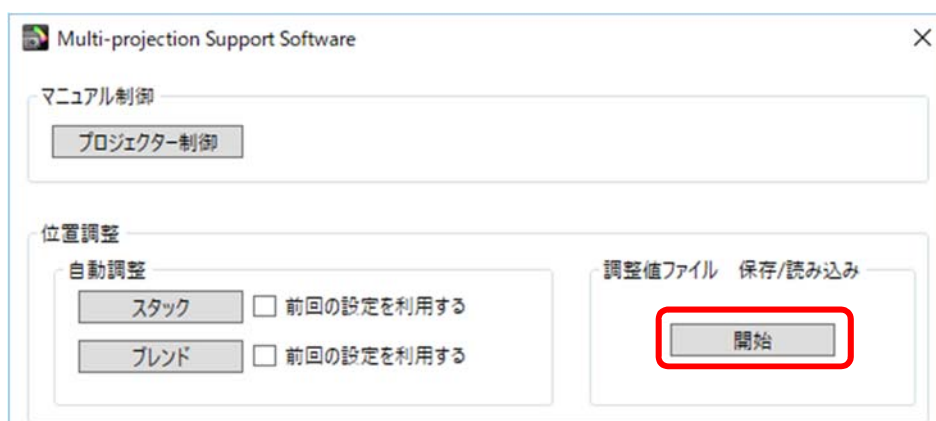 Multi-projection Support Software
マニュアル制御
プロジェクター制御
位置調整
自動調整
スタック
前回の設定を利用する
ブレンド
前回の設定を利用する
調整値ファイル　保存/読み込み
開始